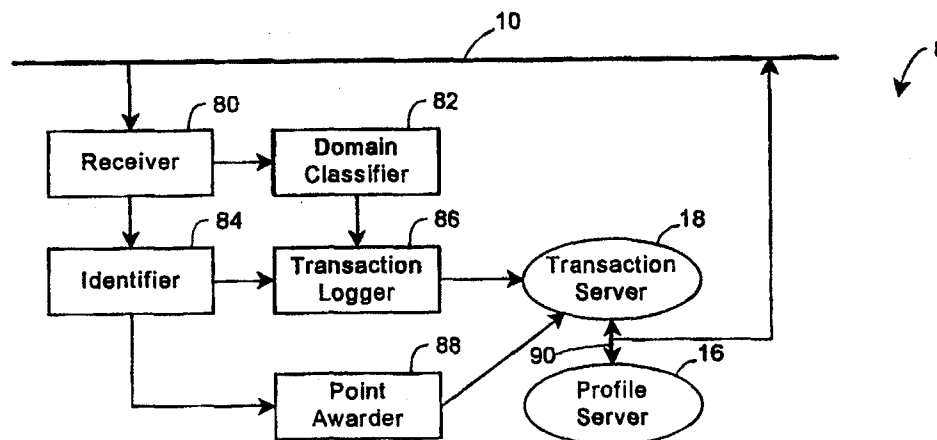 10
80
82
Receiver
Domain
Classifier
84
86
18
Identifier
Transaction
Logger
Transaction
Server
88
90
16
Point
Awarder
Profile
Server